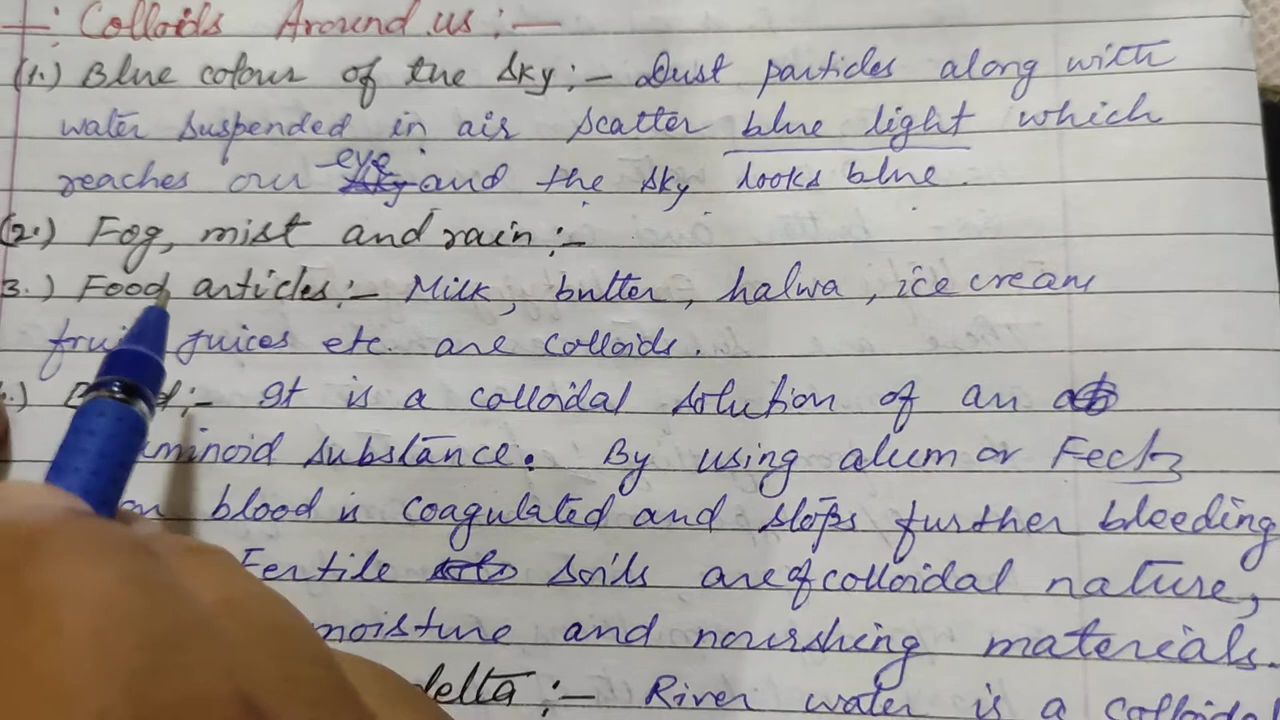 Colloids Around us :-
(1.) Blue colour of the sky :- Dust particles along with
water suspended in air scatter blue light which
reaches our eye and the sky looks blue.
(2.) Fog, mist and rain :-
3.) Food articles :- Milk, butter, halwa, ice cream
fruit juices etc. are colloids.
.) :- It is a colloidal solution of an
minoid substance. By using alum or Fecl3
on blood is coagulated and stops further bleeding
Fertile soils are of colloidal nature,
moisture and nourshing materials.
delta :- River water is a colloidal